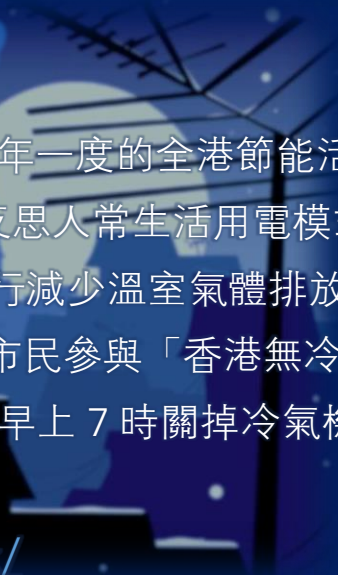 年一度的全港節能活
反思人常生活用電模
行減少溫室氣體排放
市民參與「香港無冷
早上 7 時關掉冷氣機